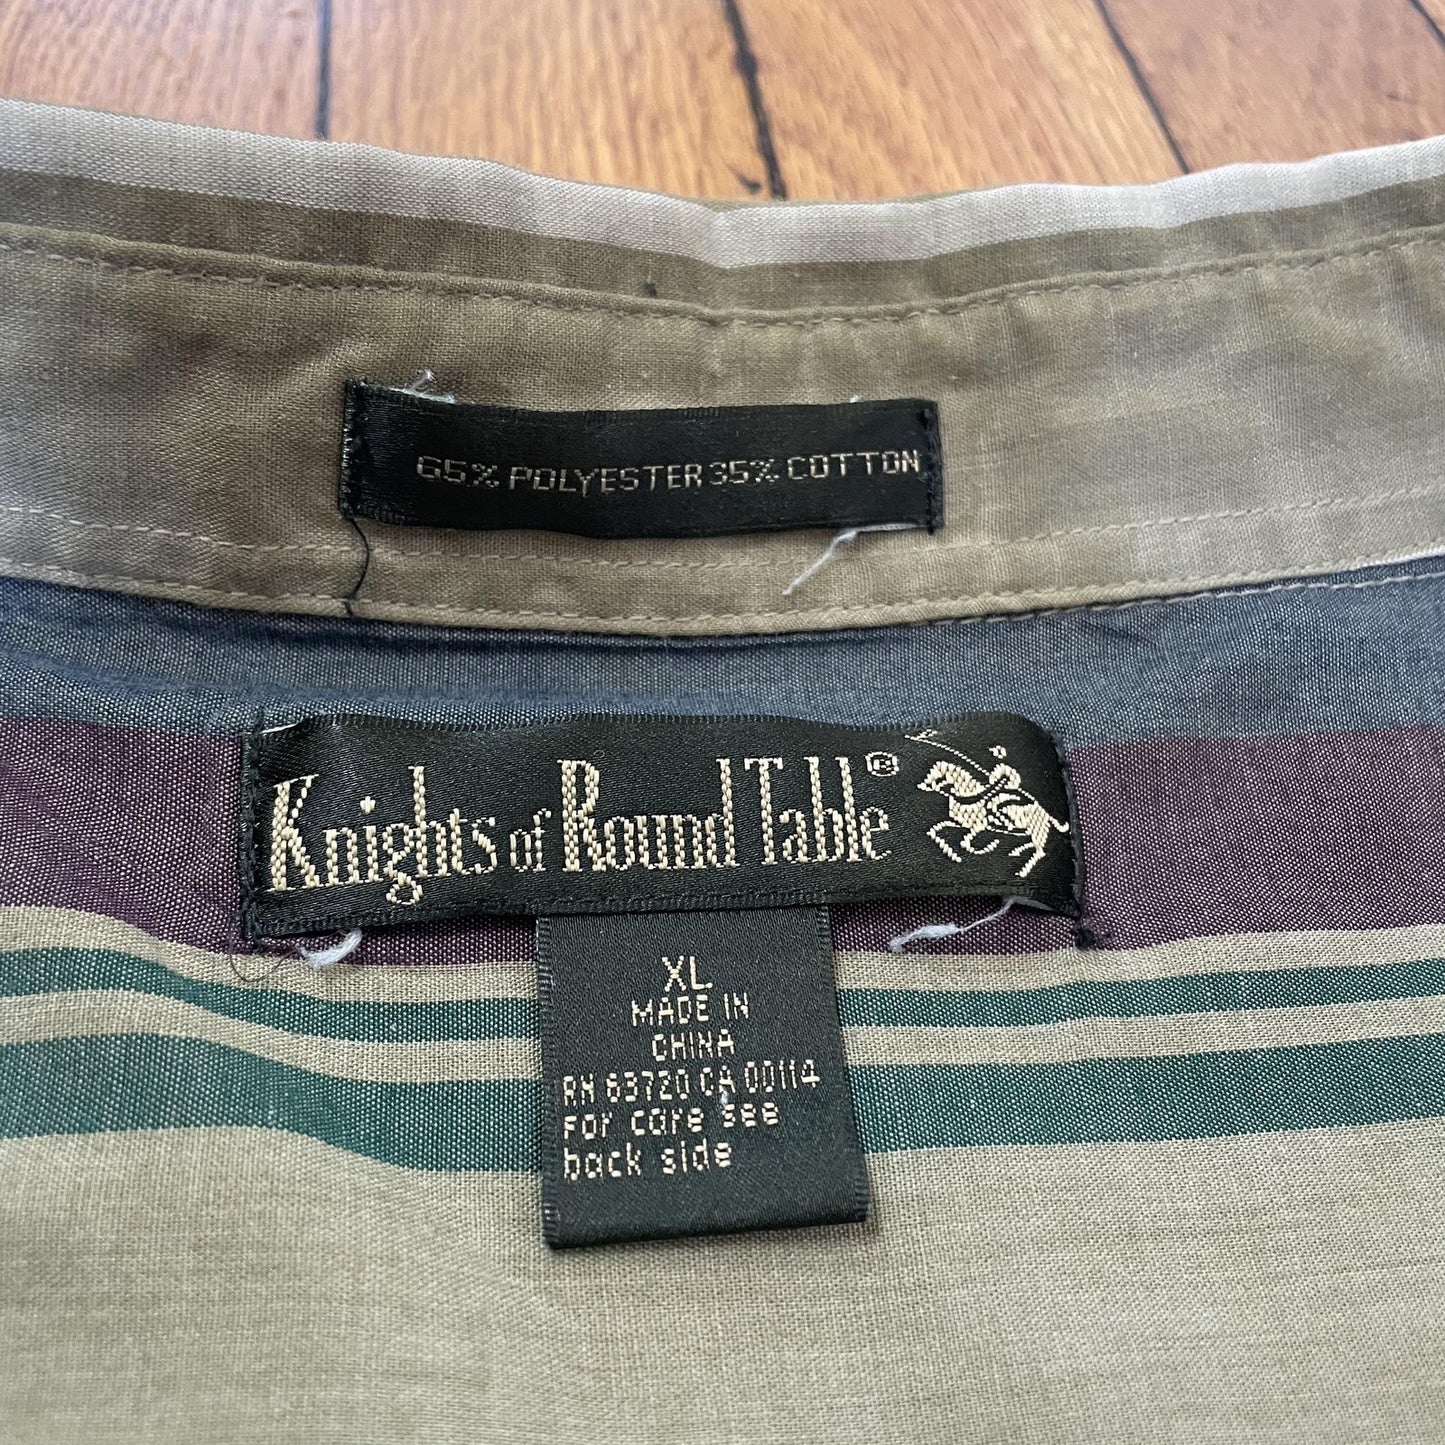 65% POLYESTER 35% COTTON
Knights of Round Table®
XL
MADE IN
CHINA
RN 63720 CA 00114
For care see
back side